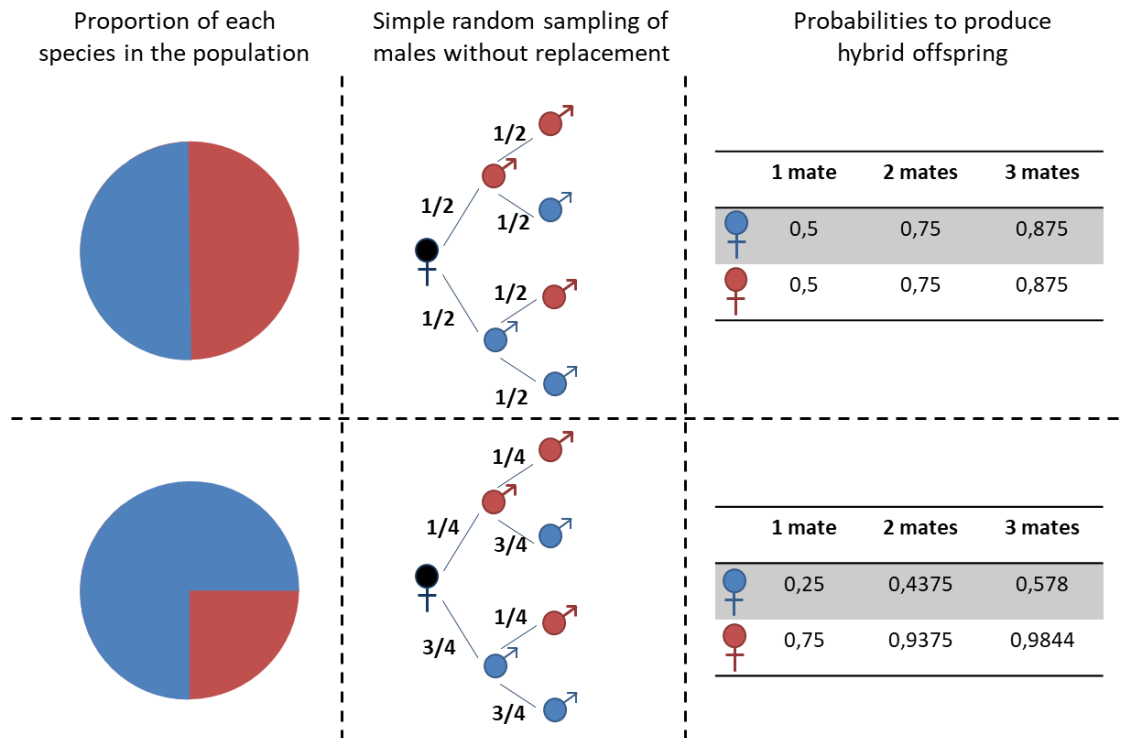 Proportion of each
species in the population
Simple random sampling of
males without replacement
Probabilities to produce
hybrid offspring
1/2
1/2
1/2
1/2
1/2
1/2
1 mate 2 mates 3 mates
0,5 0,75 0,875
0,5 0,75 0,875
1/4
1/4
3/4
1/4
3/4
3/4
1 mate 2 mates 3 mates
0,25 0,4375 0,578
0,75 0,9375 0,9844